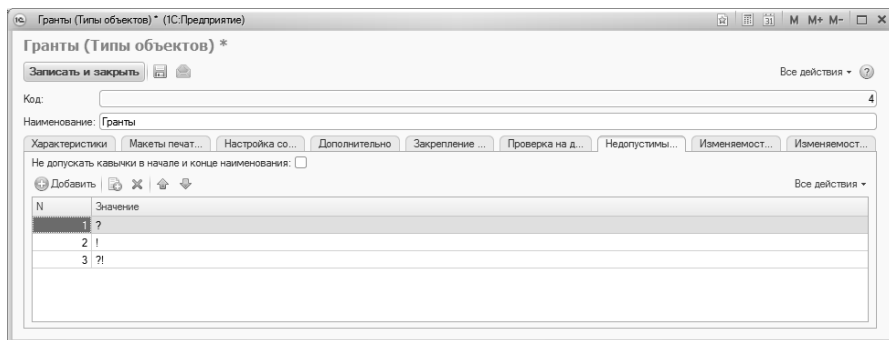 Гранты (Типы объектов) * (1С:Предприятие)
31 M M+ M-
Гранты (Типы объектов) *
Записать и закрыть
Все действия
?
Код: 4
Наименование: Гранты
Характеристики Макеты печат... Настройка со... Дополнительно Закрепление ... Проверка на д... Недопустимы... Изменяемост... Изменяемост...
Не допускать кавычки в начале и конце наименования:
Добавить
Все действия
N Значение
1 ?
2 !
3 ?!